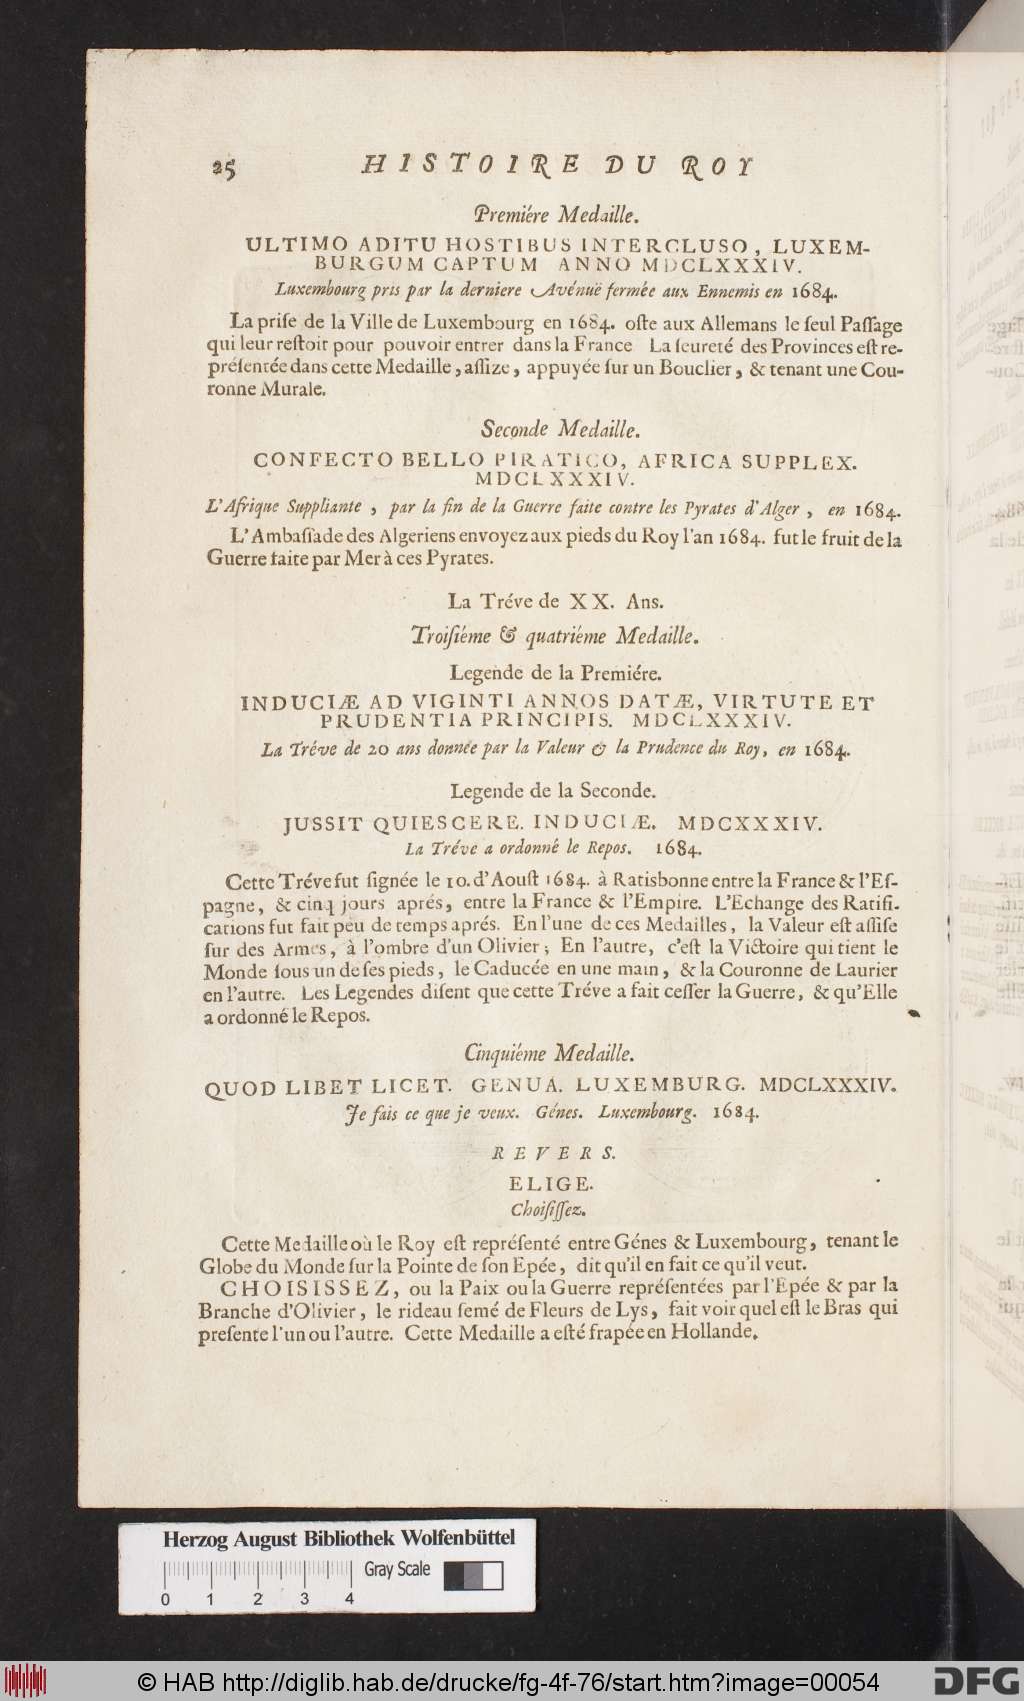 25 HISTOIRE DU ROY
Premiére Medaille.
ULTIMO ADITU HOSTIBUS INTERCLUSO, LUXEM-
BURGUM CAPTUM ANNO MDCLXXXIV.
Luxembourg pris par la derniere Avénuë fermée aux Ennemis en 1684.
La priſe de la Ville de Luxembourg en 1684. oſte aux Allemans le ſeul Paſſage
qui leur reſtoit pour pouvoir entrer dans la France La ſeureté des Provinces eſt re-
préſentée dans cette Medaille, aſſize, appuyée ſur un Bouclier, & tenant une Cou-
ronne Murale.
Seconde Medaille.
CONFECTO BELLO PIRATICO, AFRICA SUPPLEX.
MDCLXXXIV.
L'Afrique Suppliante, par la fin de la Guerre faite contre les Pyrates d'Alger, en 1684.
L'Ambaſſade des Algeriens envoyez aux pieds du Roy l'an 1684. fut le fruit de la
Guerre faite par Mer à ces Pyrates.
La Tréve de XX. Ans.
Troiſiéme & quatriéme Medaille.
Legende de la Premiére.
INDUCIÆ AD VIGINTI ANNOS DATÆ, VIRTUTE ET
PRUDENTIA PRINCIPIS. MDCLXXXIV.
La Tréve de 20 ans donnée par la Valeur & la Prudence du Roy, en 1684.
Legende de la Seconde.
JUSSIT QUIESCERE. INDUCIÆ. MDCXXXIV.
La Tréve a ordonné le Repos. 1684.
Cette Tréve fut ſignée le 10. d'Aouſt 1684. à Ratisbonne entre la France & l'Eſ-
pagne, & cinq jours aprés, entre la France & l'Empire. L'Echange des Ratifi-
cations fut fait peu de temps aprés. En l'une de ces Medailles, la Valeur eſt aſſiſe
ſur des Armes, à l'ombre d'un Olivier; En l'autre, c'eſt la Victoire qui tient le
Monde ſous un de ſes pieds, le Caducée en une main, & la Couronne de Laurier
en l'autre. Les Legendes diſent que cette Tréve a fait ceſſer la Guerre, & qu'Elle
a ordonné le Repos.
Cinquiéme Medaille.
QUOD LIBET LICET. GENUA. LUXEMBURG. MDCLXXXIV.
Je fais ce que je veux. Génes. Luxembourg. 1684.
REVERS.
ELIGE.
Choiſiſſez.
Cette Medaille où le Roy eſt repréſenté entre Génes & Luxembourg, tenant le
Globe du Monde ſur la Pointe de ſon Epée, dit qu'il en fait ce qu'il veut.
CHOISISSEZ, ou la Paix ou la Guerre repréſentées par l'Epée & par la
Branche d'Olivier, le rideau ſemé de Fleurs de Lys, fait voir quel eſt le Bras qui
preſente l'un ou l'autre. Cette Medaille a eſté frapée en Hollande.
Herzog August Bibliothek Wolfenbüttel
Gray Scale
0 1 2 3 4
© HAB http://diglib.hab.de/drucke/fg-4f-76/start.htm?image=00054
DFG